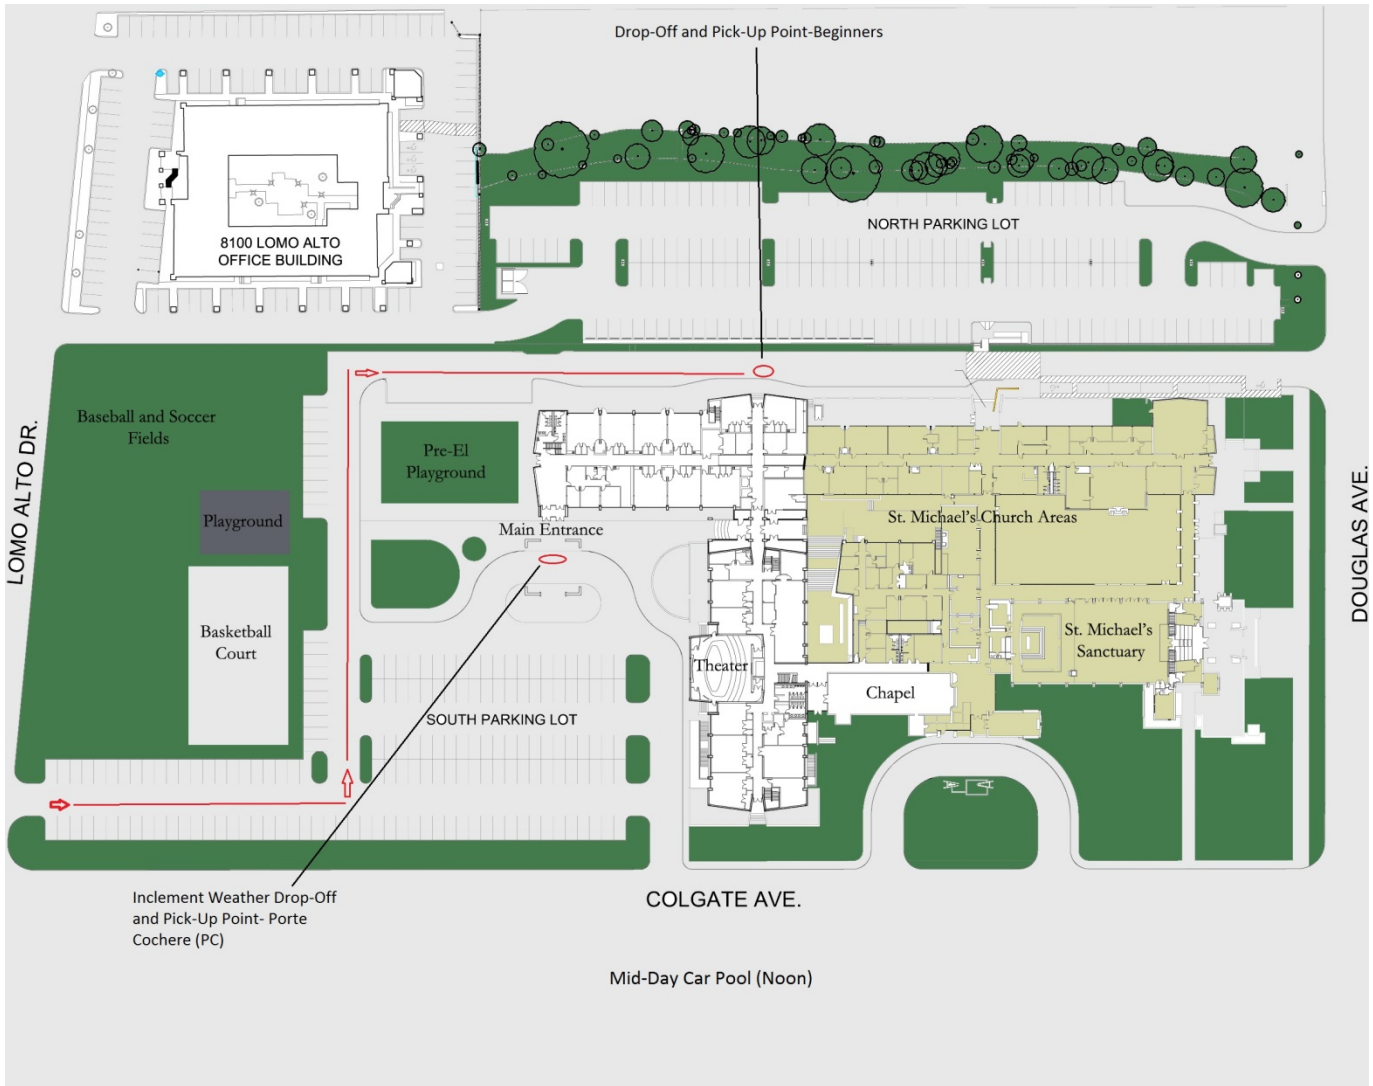 Drop-Off and Pick-Up Point-Beginners
NORTH PARKING LOT
8100 LOMO ALTO
OFFICE BUILDING
Baseball and Soccer
Fields
Pre-El
Playground
LOMO ALTO DR.
Playground
Main Entrance
St. Michael's Church Areas
DOUGLAS AVE.
Basketball
Court
St. Michael's
Sanctuary
Theater
Chapel
SOUTH PARKING LOT
Inclement Weather Drop-Off
and Pick-Up Point- Porte
Cochere (PC)
COLGATE AVE.
Mid-Day Car Pool (Noon)